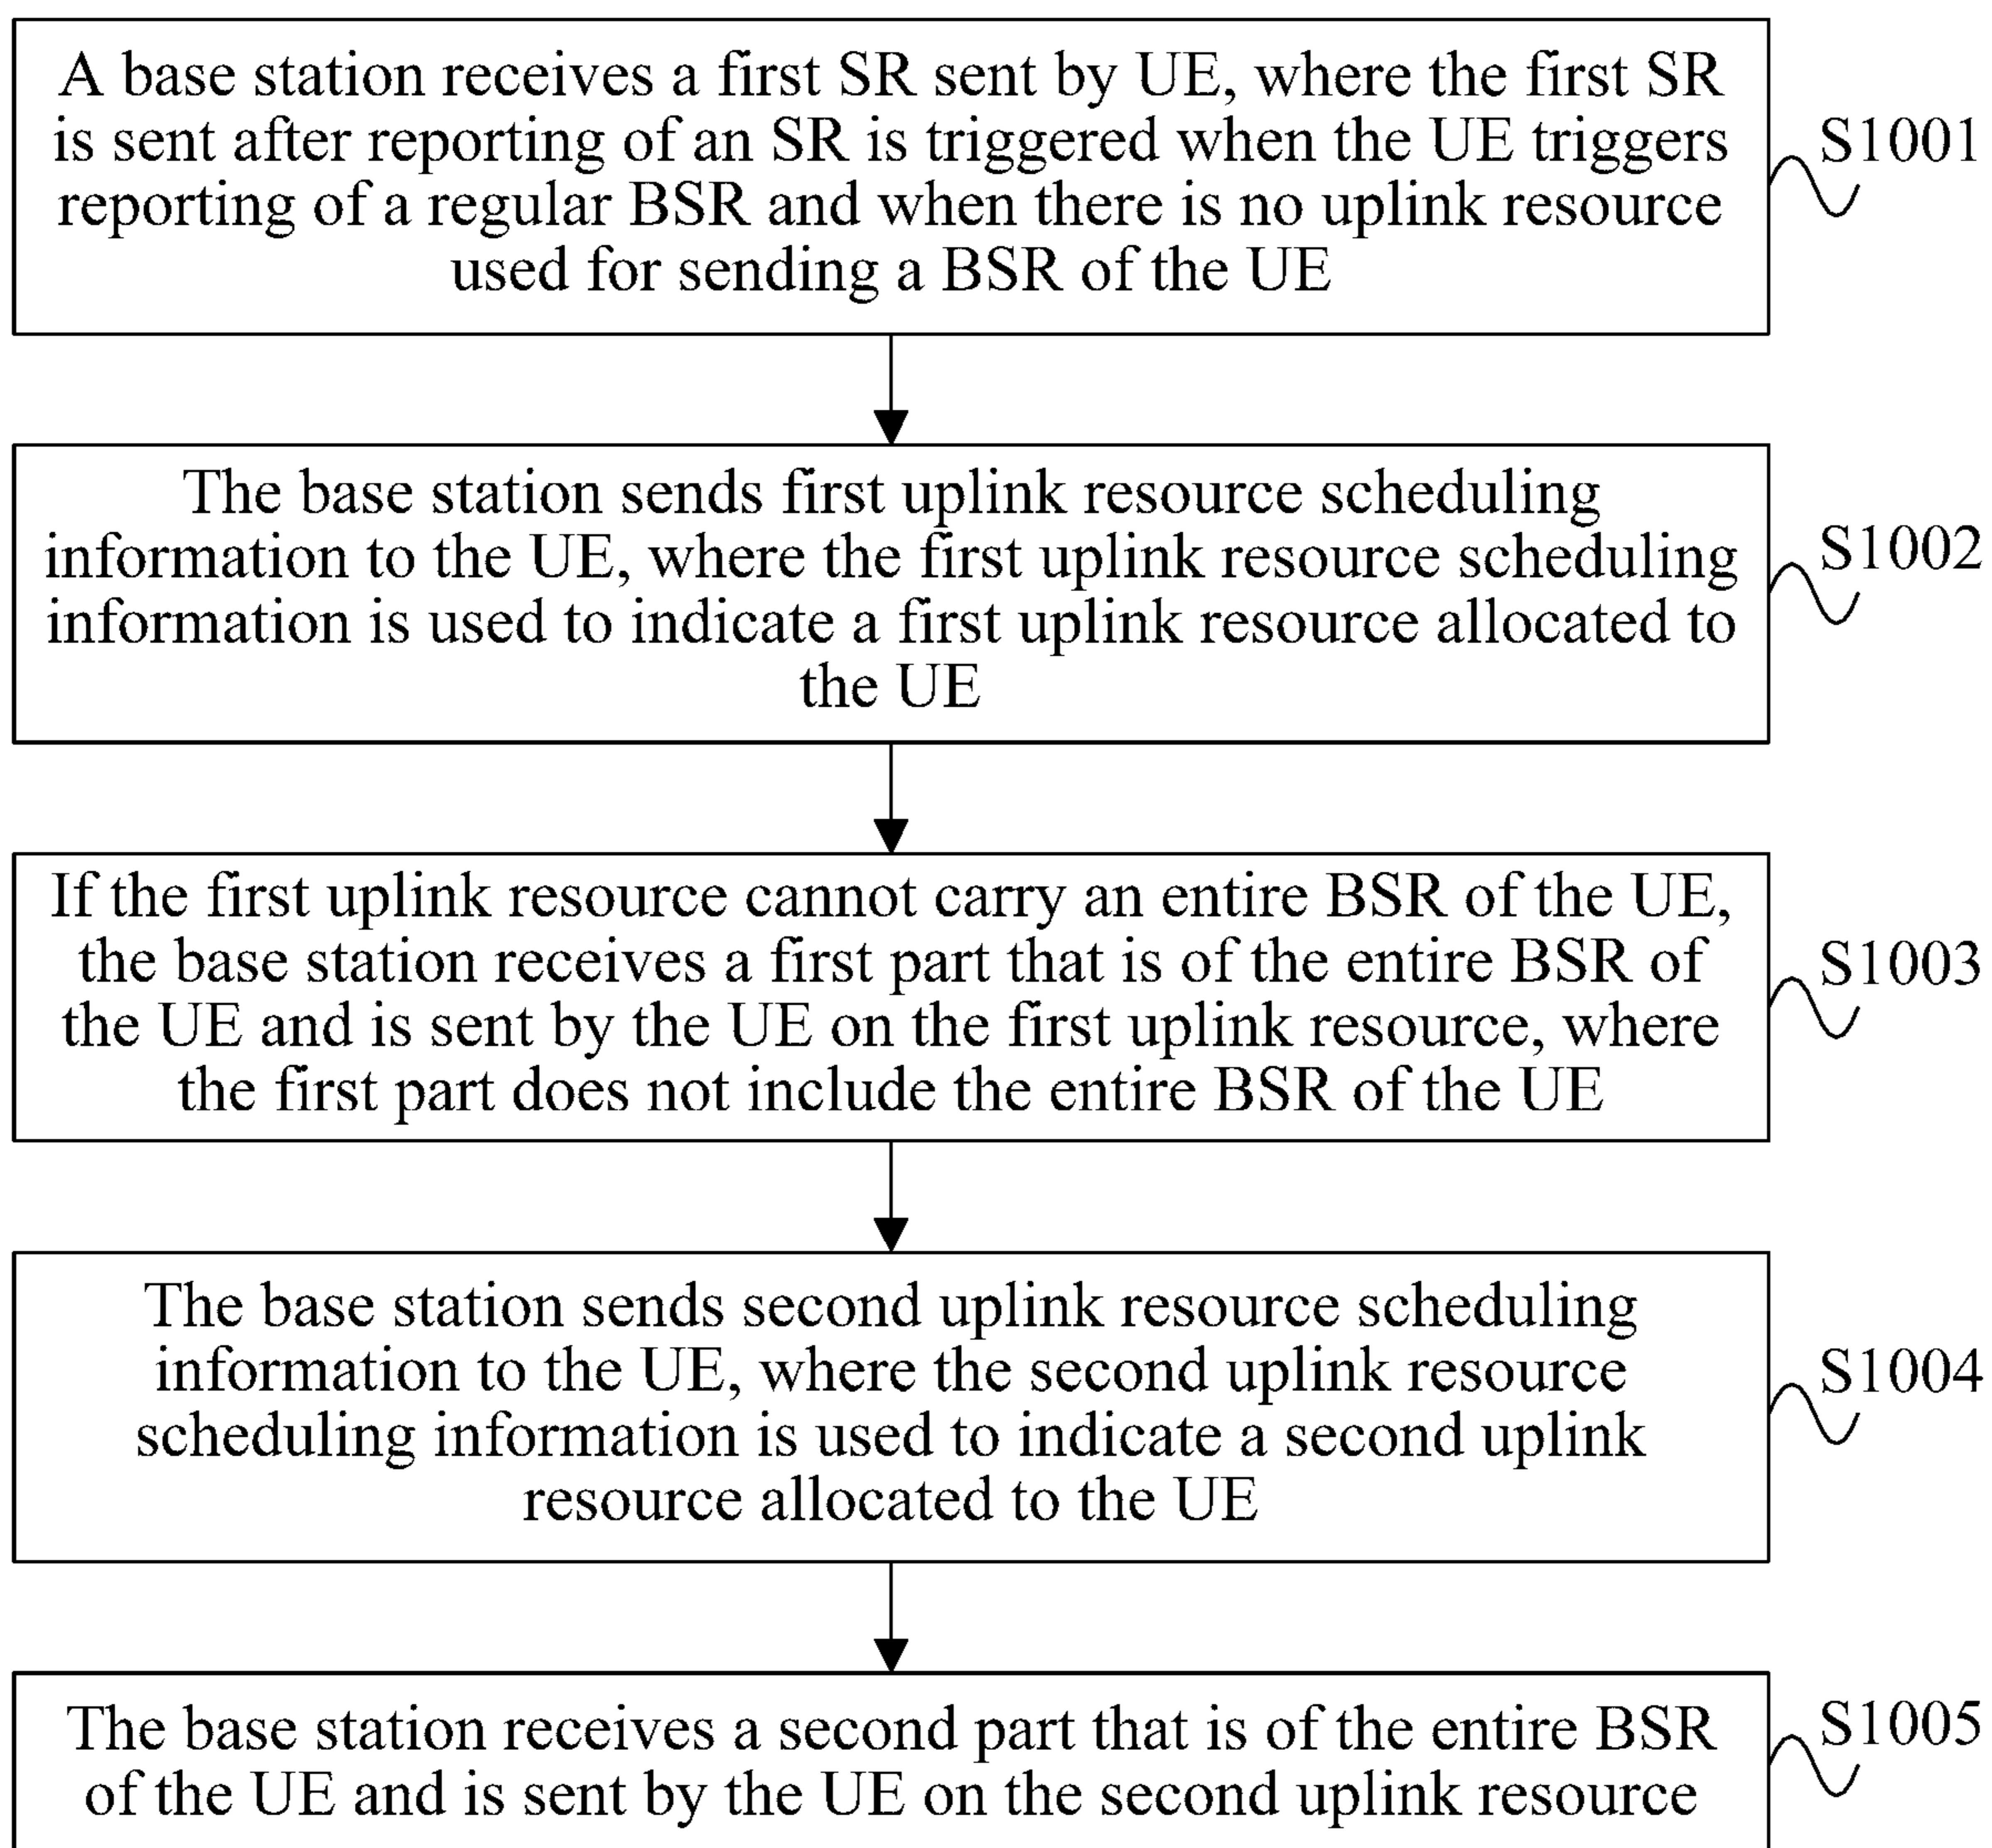 A base station receives a first SR sent by UE, where the first SR
is sent after reporting of an SR is triggered when the UE triggers
reporting of a regular BSR and when there is no uplink resource
used for sending a BSR of the UE
S1001
The base station sends first uplink resource scheduling
information to the UE, where the first uplink resource scheduling
information is used to indicate a first uplink resource allocated to
the UE
S1002
If the first uplink resource cannot carry an entire BSR of the UE,
the base station receives a first part that is of the entire BSR of
the UE and is sent by the UE on the first uplink resource, where
the first part does not include the entire BSR of the UE
S1003
The base station sends second uplink resource scheduling
information to the UE, where the second uplink resource
scheduling information is used to indicate a second uplink
resource allocated to the UE
S1004
The base station receives a second part that is of the entire BSR
of the UE and is sent by the UE on the second uplink resource
S1005